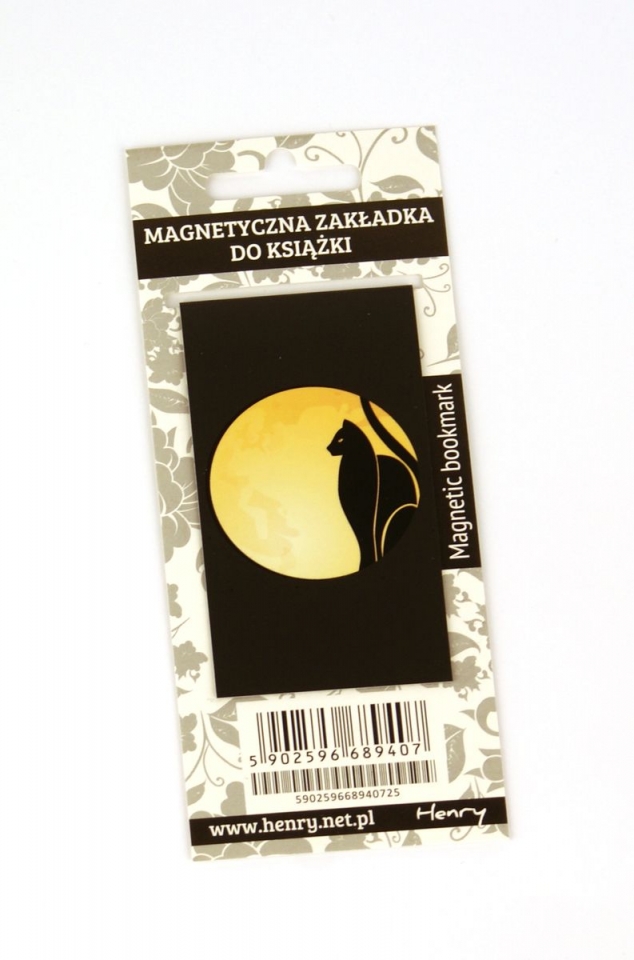 MAGNETYCZNA ZAKŁADKA
DO KSIĄŻKI
Magnetic bookmark
5 902596 689407
590259668940725
www.henry.net.pl
Henry